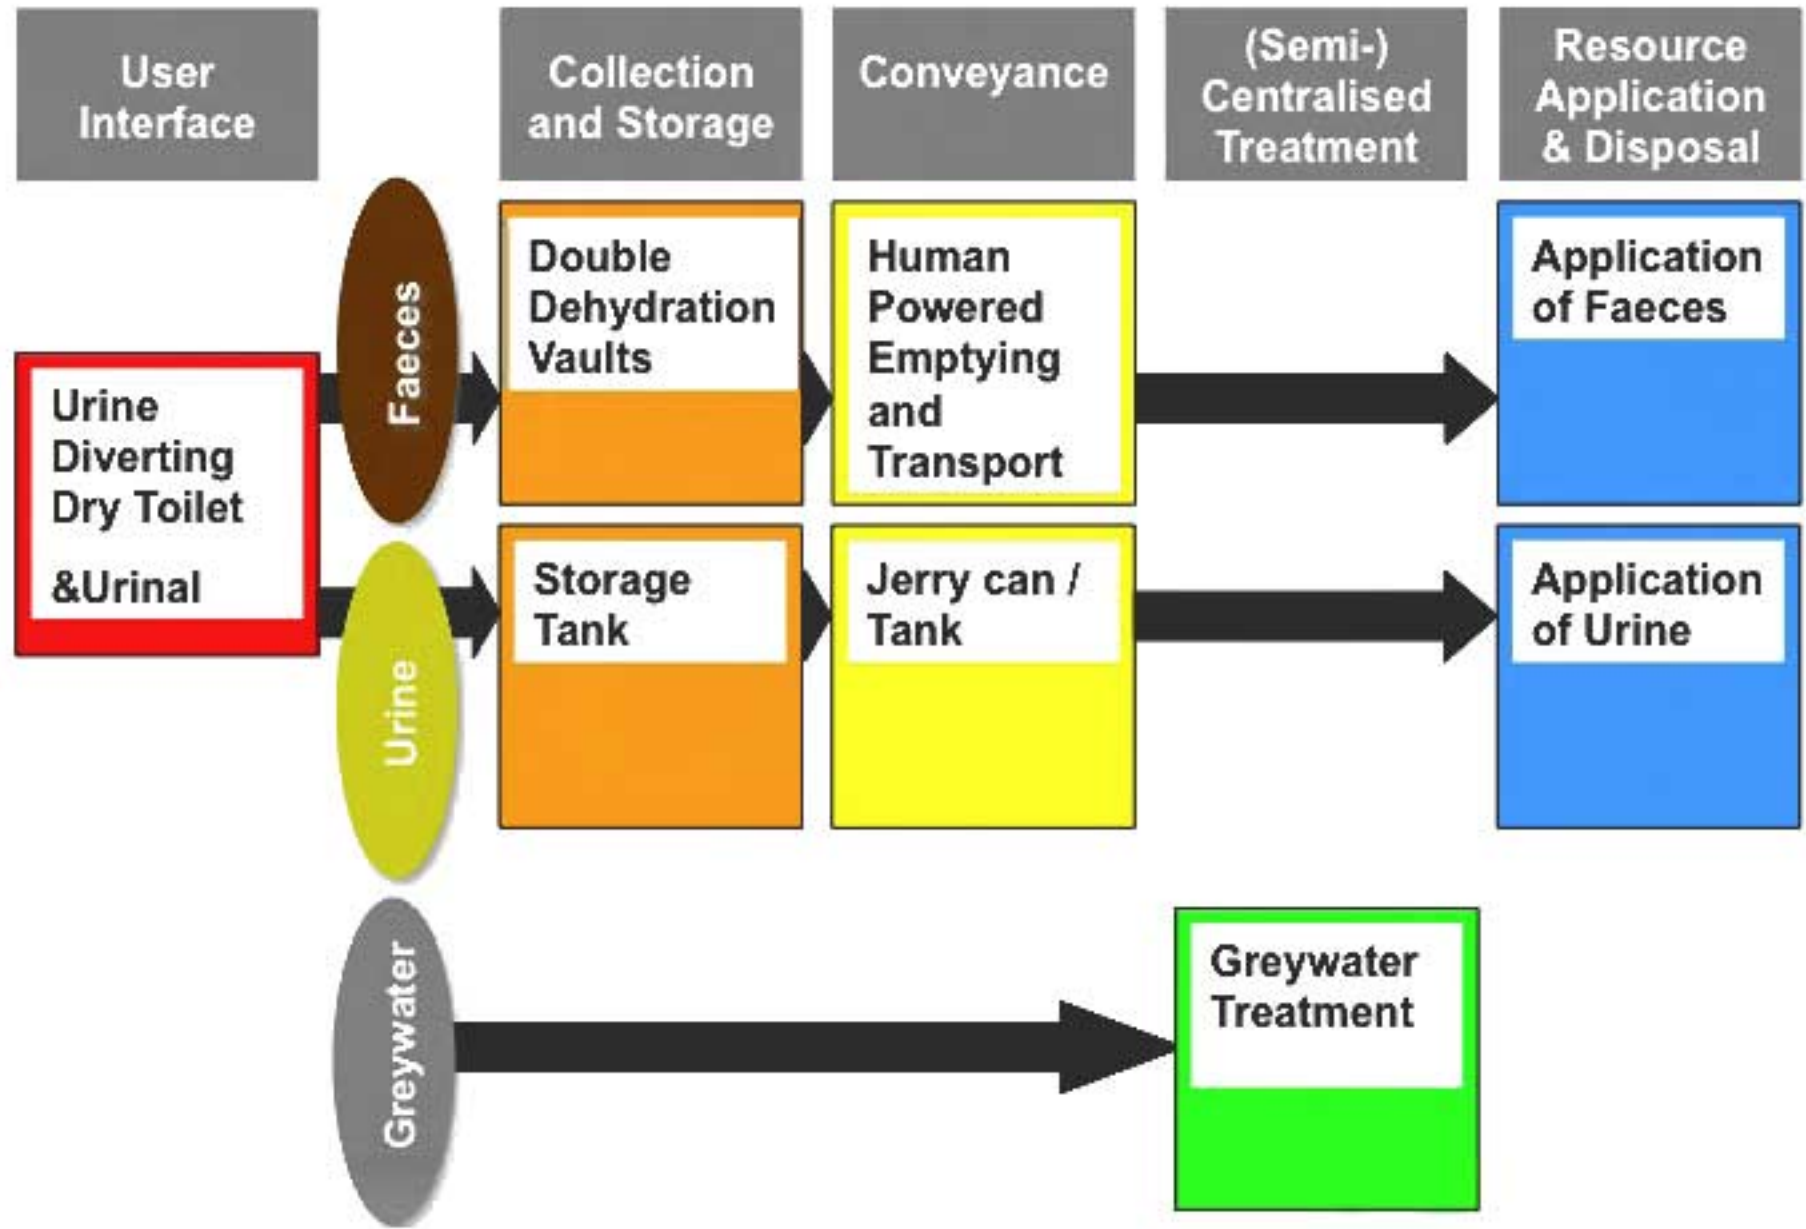 User
Interface
Collection
and Storage
Conveyance
(Semi-)
Centralised
Treatment
Resource
Application
& Disposal
Urine
Diverting
Dry Toilet
&Urinal
Faeces
Double
Dehydration
Vaults
Human
Powered
Emptying
and
Transport
Application
of Faeces
Urine
Storage
Tank
Jerry can /
Tank
Application
of Urine
Greywater
Greywater
Treatment